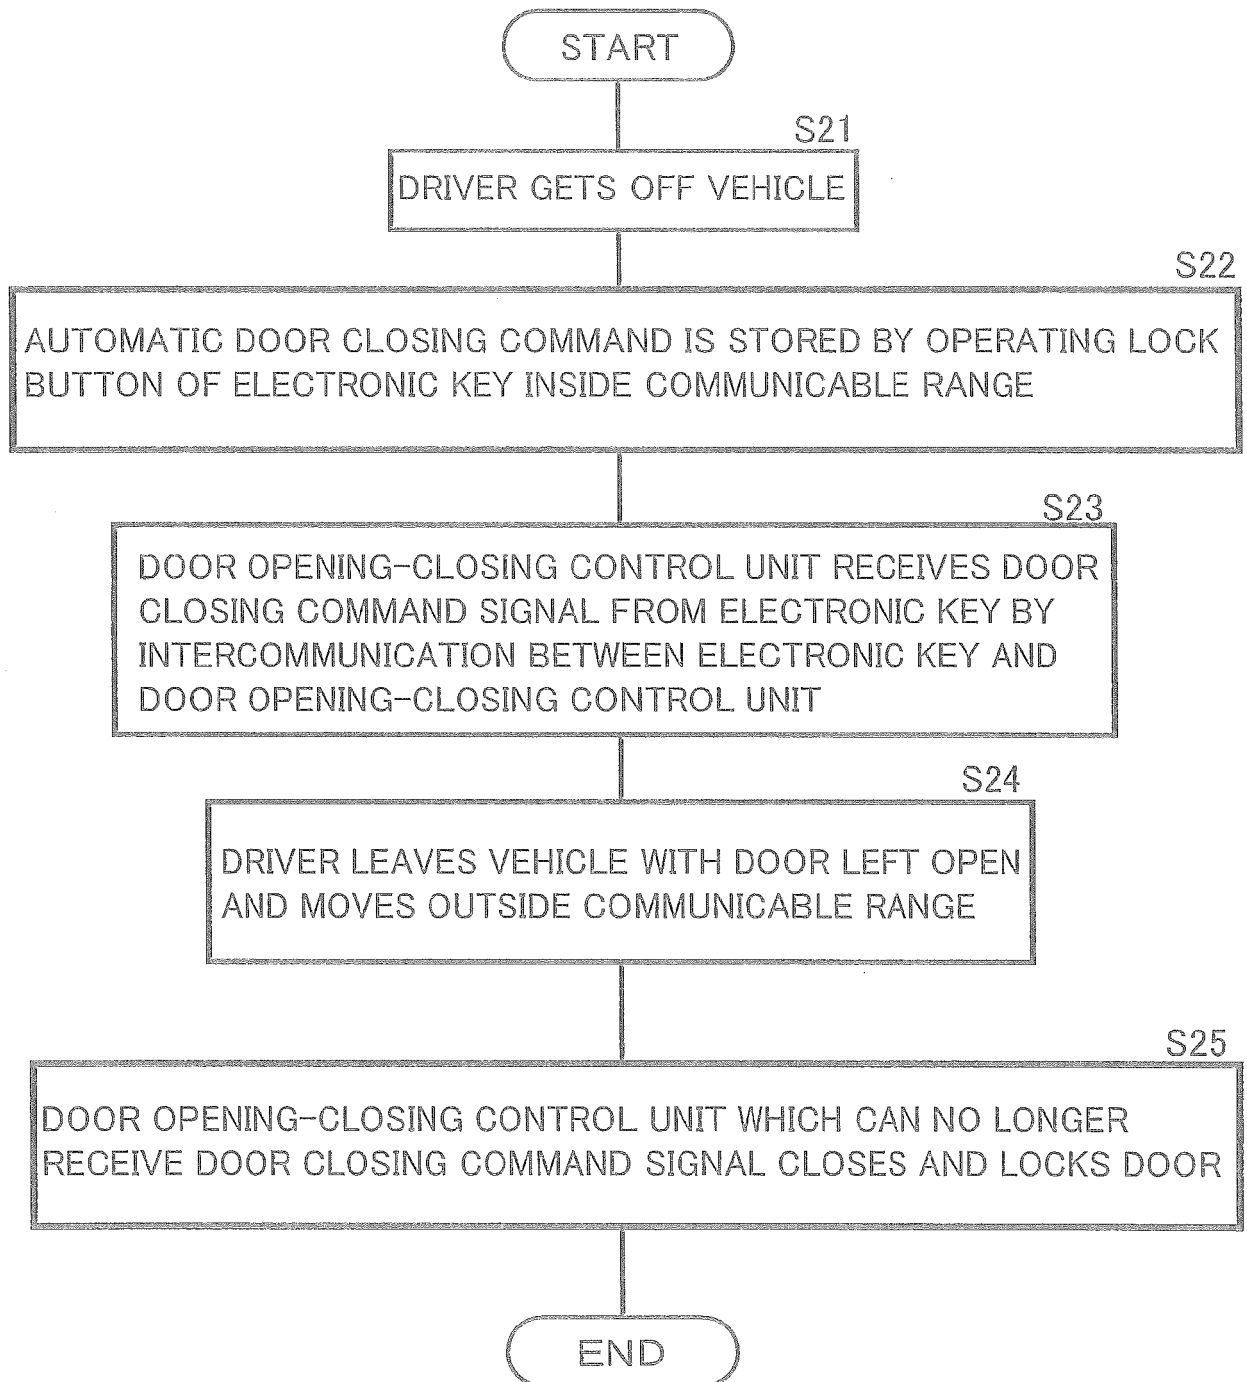 START
S21
DRIVER GETS OFF VEHICLE
S22
AUTOMATIC DOOR CLOSING COMMAND IS STORED BY OPERATING LOCK
BUTTON OF ELECTRONIC KEY INSIDE COMMUNICABLE RANGE
S23
DOOR OPENING-CLOSING CONTROL UNIT RECEIVES DOOR
CLOSING COMMAND SIGNAL FROM ELECTRONIC KEY BY
INTERCOMMUNICATION BETWEEN ELECTRONIC KEY AND
DOOR OPENING-CLOSING CONTROL UNIT
S24
DRIVER LEAVES VEHICLE WITH DOOR LEFT OPEN
AND MOVES OUTSIDE COMMUNICABLE RANGE
S25
DOOR OPENING-CLOSING CONTROL UNIT WHICH CAN NO LONGER
RECEIVE DOOR CLOSING COMMAND SIGNAL CLOSES AND LOCKS DOOR
END